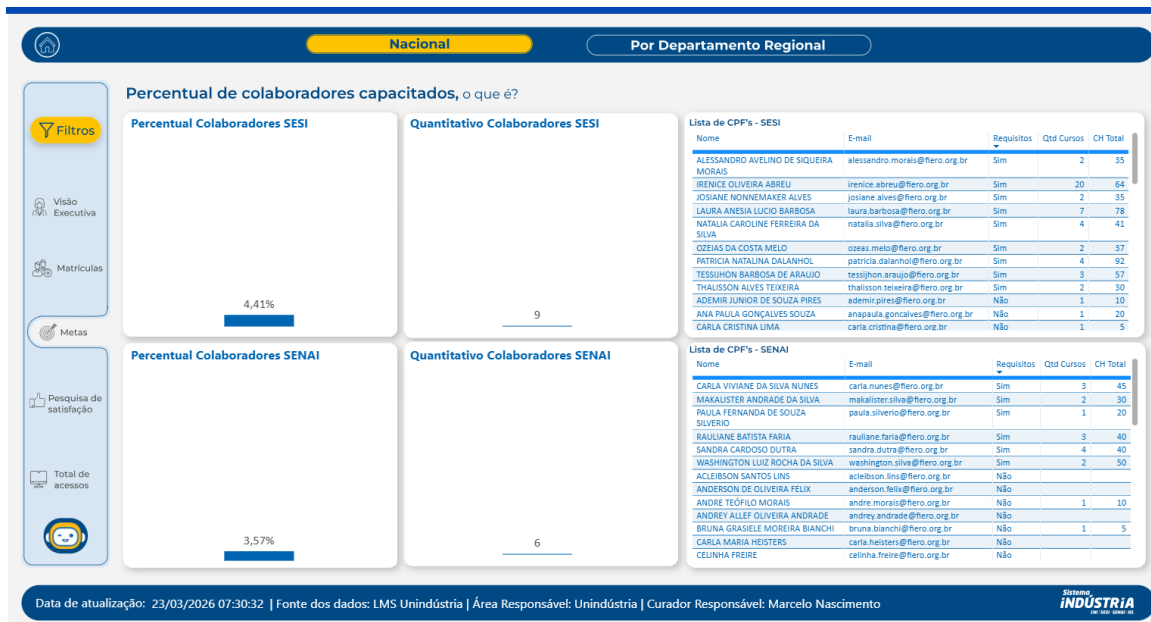 Nacional
Por Departamento Regional
Percentual de colaboradores capacitados, o que é?
Filtros
Visão
Executiva
Matrículas
Metas
Pesquisa de
satisfação
Total de
acessos
Percentual Colaboradores SESI
4,41%
Quantitativo Colaboradores SESI
9
Lista de CPF's - SESI
Nome E-mail Requisitos Qtd Cursos CH Total
ALESSANDRO AVELINO DE SIQUEIRA alessandro.morais@fiero.org.br Sim 2 35
MORAIS
IRENICE OLIVEIRA ABREU irenice.abreu@fiero.org.br Sim 20 64
JOSIANE NONNEMAKER ALVES josiane.alves@fiero.org.br Sim 2 35
LAURA ANESIA LUCIO BARBOSA laura.barbosa@fiero.org.br Sim 7 78
NATALIA CAROLINE FERREIRA DA natalia.silva@fiero.org.br Sim 4 41
SILVA
OZEIAS DA COSTA MELO ozeas.melo@fiero.org.br Sim 2 37
PATRICIA NATALINA DALANHOL patricia.dalanhol@fiero.org.br Sim 4 92
TESSIJHON BARBOSA DE ARAUJO tessijhon.araujo@fiero.org.br Sim 3 57
THALISSON ALVES TEIXEIRA thalisson.teixeira@fiero.org.br Sim 2 30
ADEMIR JUNIOR DE SOUZA PIRES ademir.pires@fiero.org.br Não 1 10
ANA PAULA GONÇALVES SOUZA anapaula.goncalves@fiero.org.br Não 1 20
CARLA CRISTINA LIMA carla.cristina@fiero.org.br Não 1 5
Percentual Colaboradores SENAI
3,57%
Quantitativo Colaboradores SENAI
6
Lista de CPF's - SENAI
Nome E-mail Requisitos Qtd Cursos CH Total
CARLA VIVIANE DA SILVA NUNES carla.nunes@fiero.org.br Sim 3 45
MAKALISTER ANDRADE DA SILVA makalister.silva@fiero.org.br Sim 2 30
PAULA FERNANDA DE SOUZA paula.silverio@fiero.org.br Sim 1 20
SILVERIO
RAULIANE BATISTA FARIA rauliane.faria@fiero.org.br Sim 3 40
SANDRA CARDOSO DUTRA sandra.dutra@fiero.org.br Sim 4 40
WASHINGTON LUIZ ROCHA DA SILVA washington.silva@fiero.org.br Sim 2 50
ACLEIBSON SANTOS LINS acleibson.lins@fiero.org.br Não
ANDERSON DE OLIVEIRA FELIX anderson.felix@fiero.org.br Não
ANDRE TEÓFILO MORAIS andre.morais@fiero.org.br Não 1 10
ANDREY ALLEF OLIVEIRA ANDRADE andrey.andrade@fiero.org.br Não
BRUNA GRASIELE MOREIRA BIANCHI bruna.bianchi@fiero.org.br Não 1 5
CARLA MARIA HEISTERS carla.heisters@fiero.org.br Não
CELINHA FREIRE celinha.freire@fiero.org.br Não
Data de atualização: 23/03/2026 07:30:32 | Fonte dos dados: LMS Unindústria | Área Responsável: Unindústria | Curador Responsável: Marcelo Nascimento
Sistema
INDÚSTRIA
CNI SESI SENAI IEL